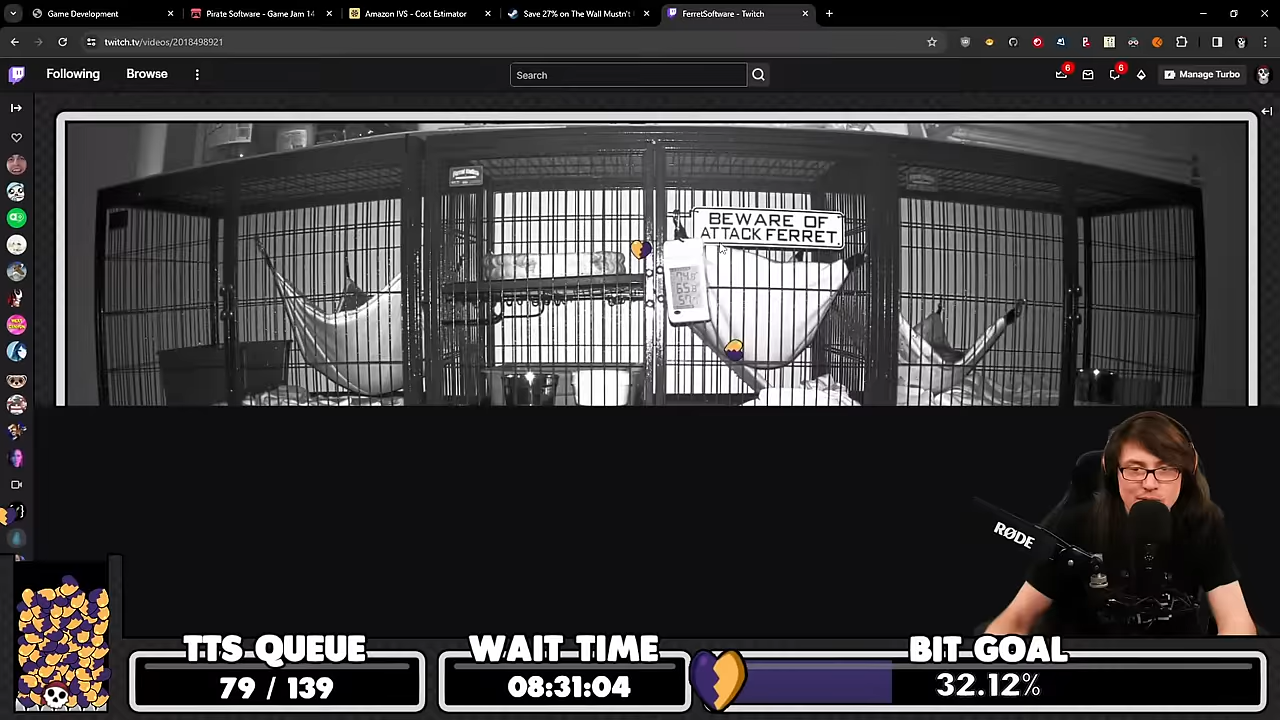 Game Development
Pirate Software - Game Jam 14
Amazon IVS - Cost Estimator
Save 27% on The Wall Mustn't
FerretSoftware - Twitch
twitch.tv/videos/2018498921
Following
Browse
Search
6
6
Manage Turbo
BEWARE OF
ATTACK FERRET
RØDE
TTS QUEUE
WAIT TIME
BIT GOAL
79 / 139
08:31:04
32.12%